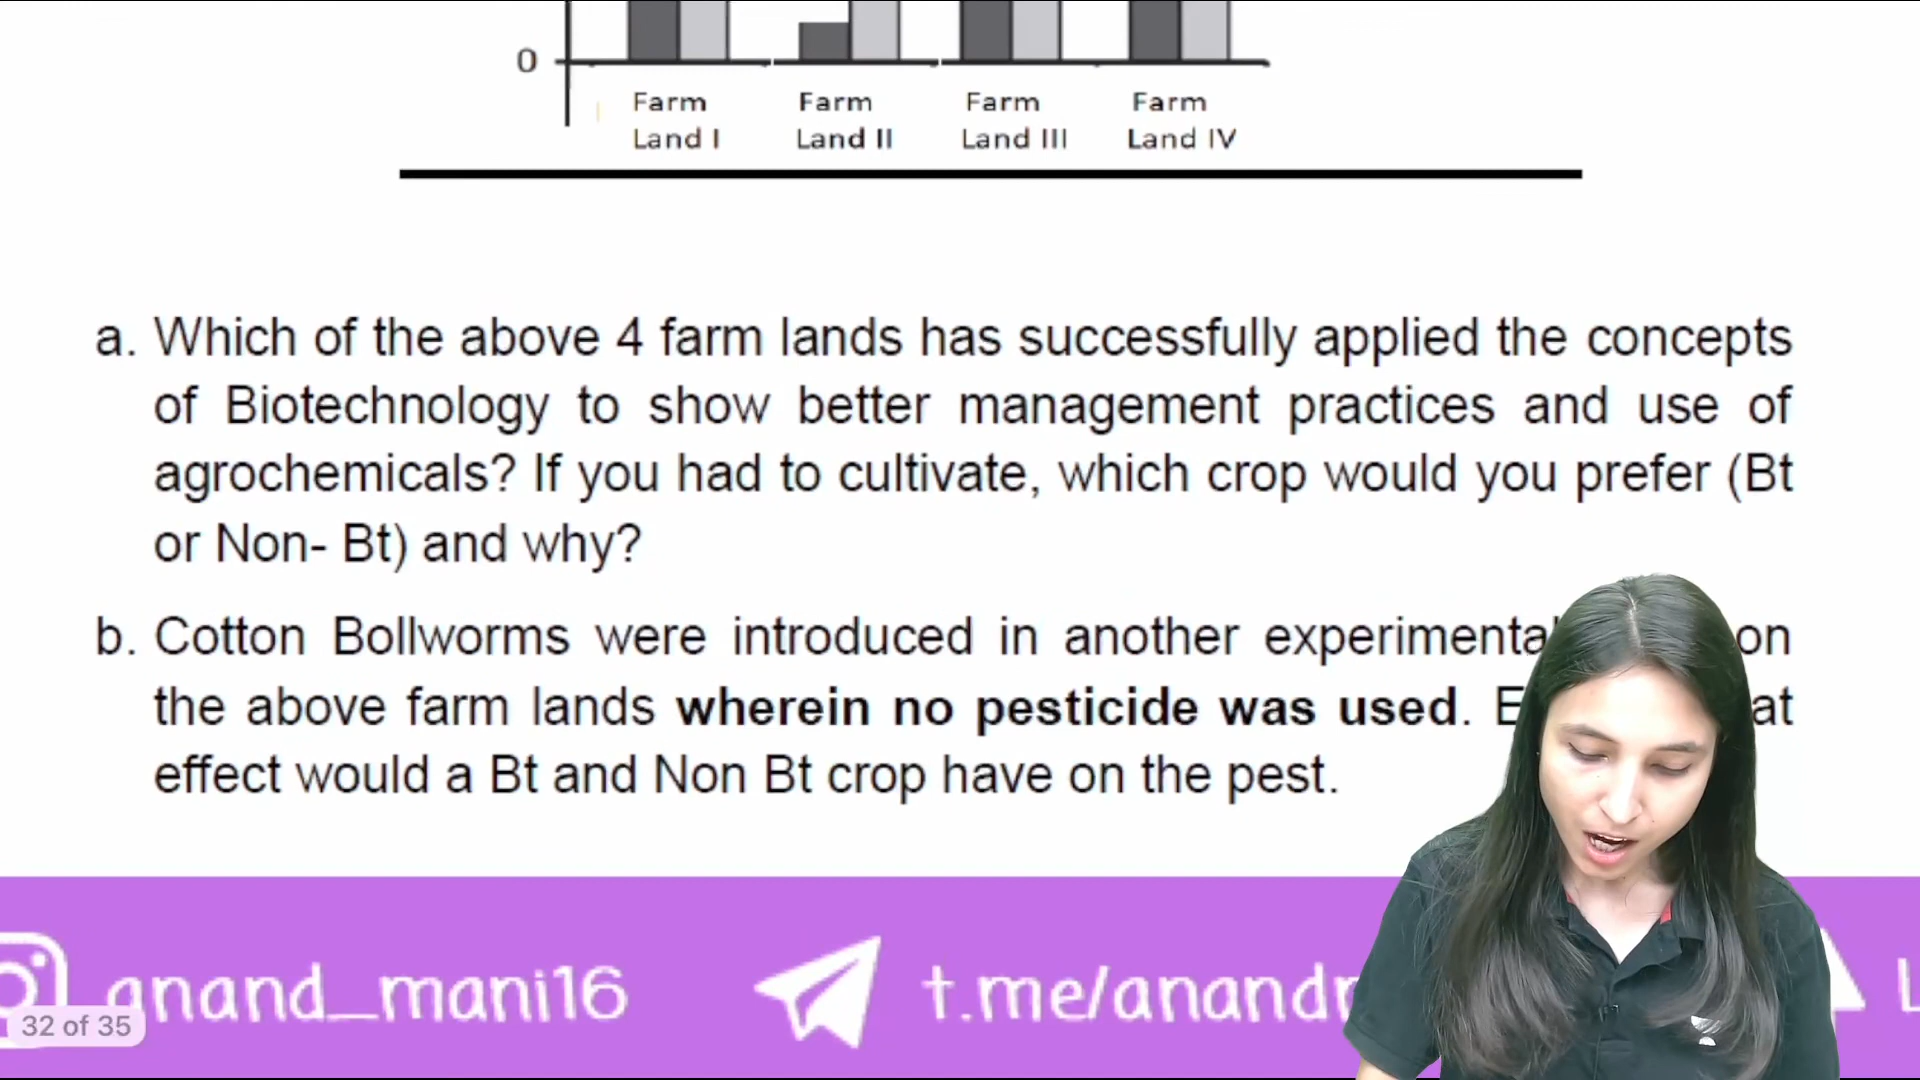 0
Farm Farm Farm Farm
Land I Land II Land III Land IV
a. Which of the above 4 farm lands has successfully applied the concepts
of Biotechnology to show better management practices and use of
agrochemicals? If you had to cultivate, which crop would you prefer (Bt
or Non- Bt) and why?
b. Cotton Bollworms were introduced in another experimental on
the above farm lands wherein no pesticide was used.
effect would a Bt and Non Bt crop have on the pest.
anand_mani16 t.me/anand
32 of 35